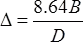 Δ = 8.64B / D